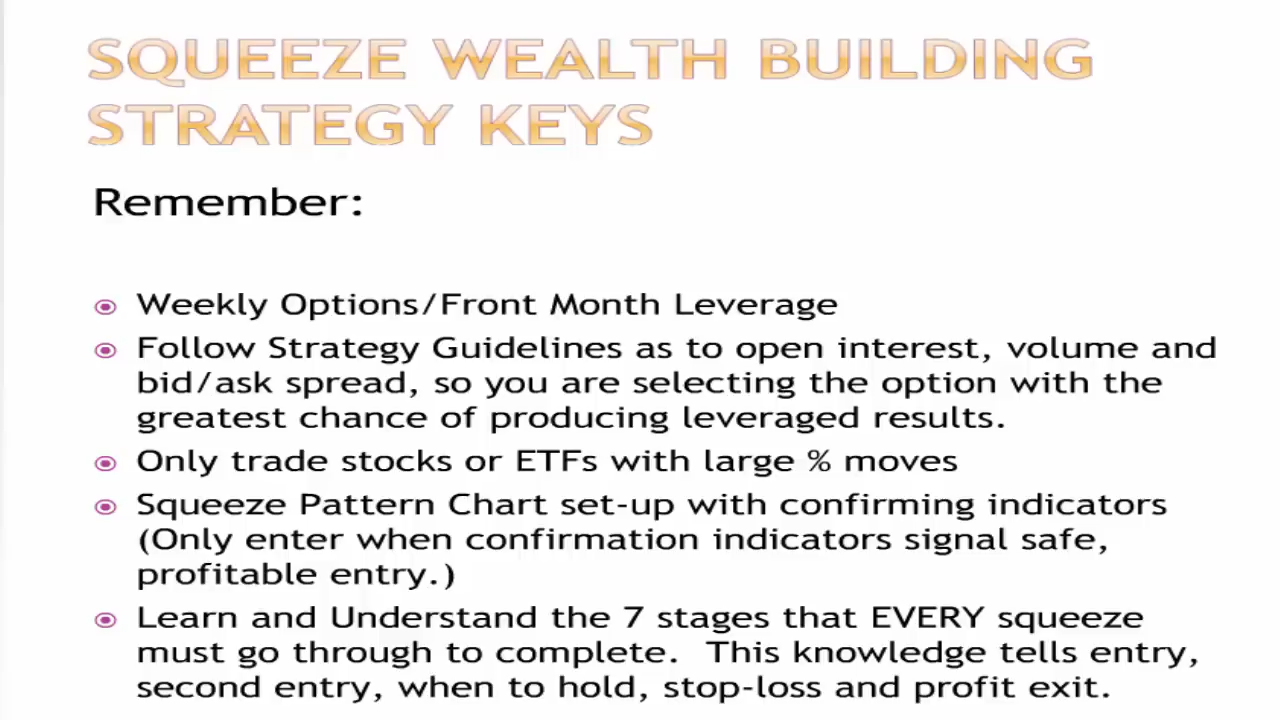 SQUEEZE WEALTH BUILDING
STRATEGY KEYS
Remember:
Weekly Options/Front Month Leverage
Follow Strategy Guidelines as to open interest, volume and
bid/ask spread, so you are selecting the option with the
greatest chance of producing leveraged results.
Only trade stocks or ETFs with large % moves
Squeeze Pattern Chart set-up with confirming indicators
(Only enter when confirmation indicators signal safe,
profitable entry.)
Learn and Understand the 7 stages that EVERY squeeze
must go through to complete.  This knowledge tells entry,
second entry, when to hold, stop-loss and profit exit.